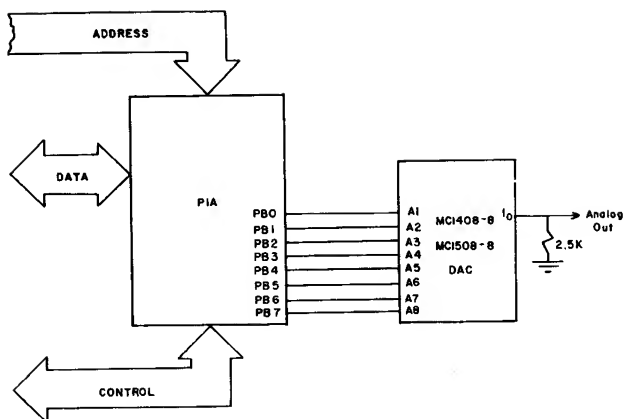 ADDRESS
DATA
PIA
CONTROL
PB0
PB1
PB2
PB3
PB4
PB5
PB6
PB7
A1
A2
A3
A4
A5
A6
A7
A8
MC1408-8
MC1508-8
DAC
Io
Analog
Out
2.5K